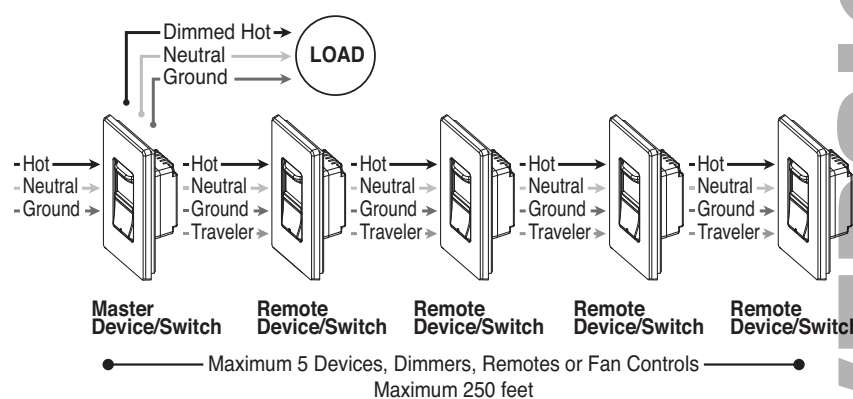 Dimmed Hot
Neutral
Ground
LOAD
Hot
Neutral
Ground
Hot
Neutral
Ground
Traveler
Hot
Neutral
Ground
Traveler
Hot
Neutral
Ground
Traveler
Hot
Neutral
Ground
Traveler
Master
Device/Switch
Remote
Device/Switch
Remote
Device/Switch
Remote
Device/Switch
Remote
Device/Switch
Maximum 5 Devices, Dimmers, Remotes or Fan Controls
Maximum 250 feet